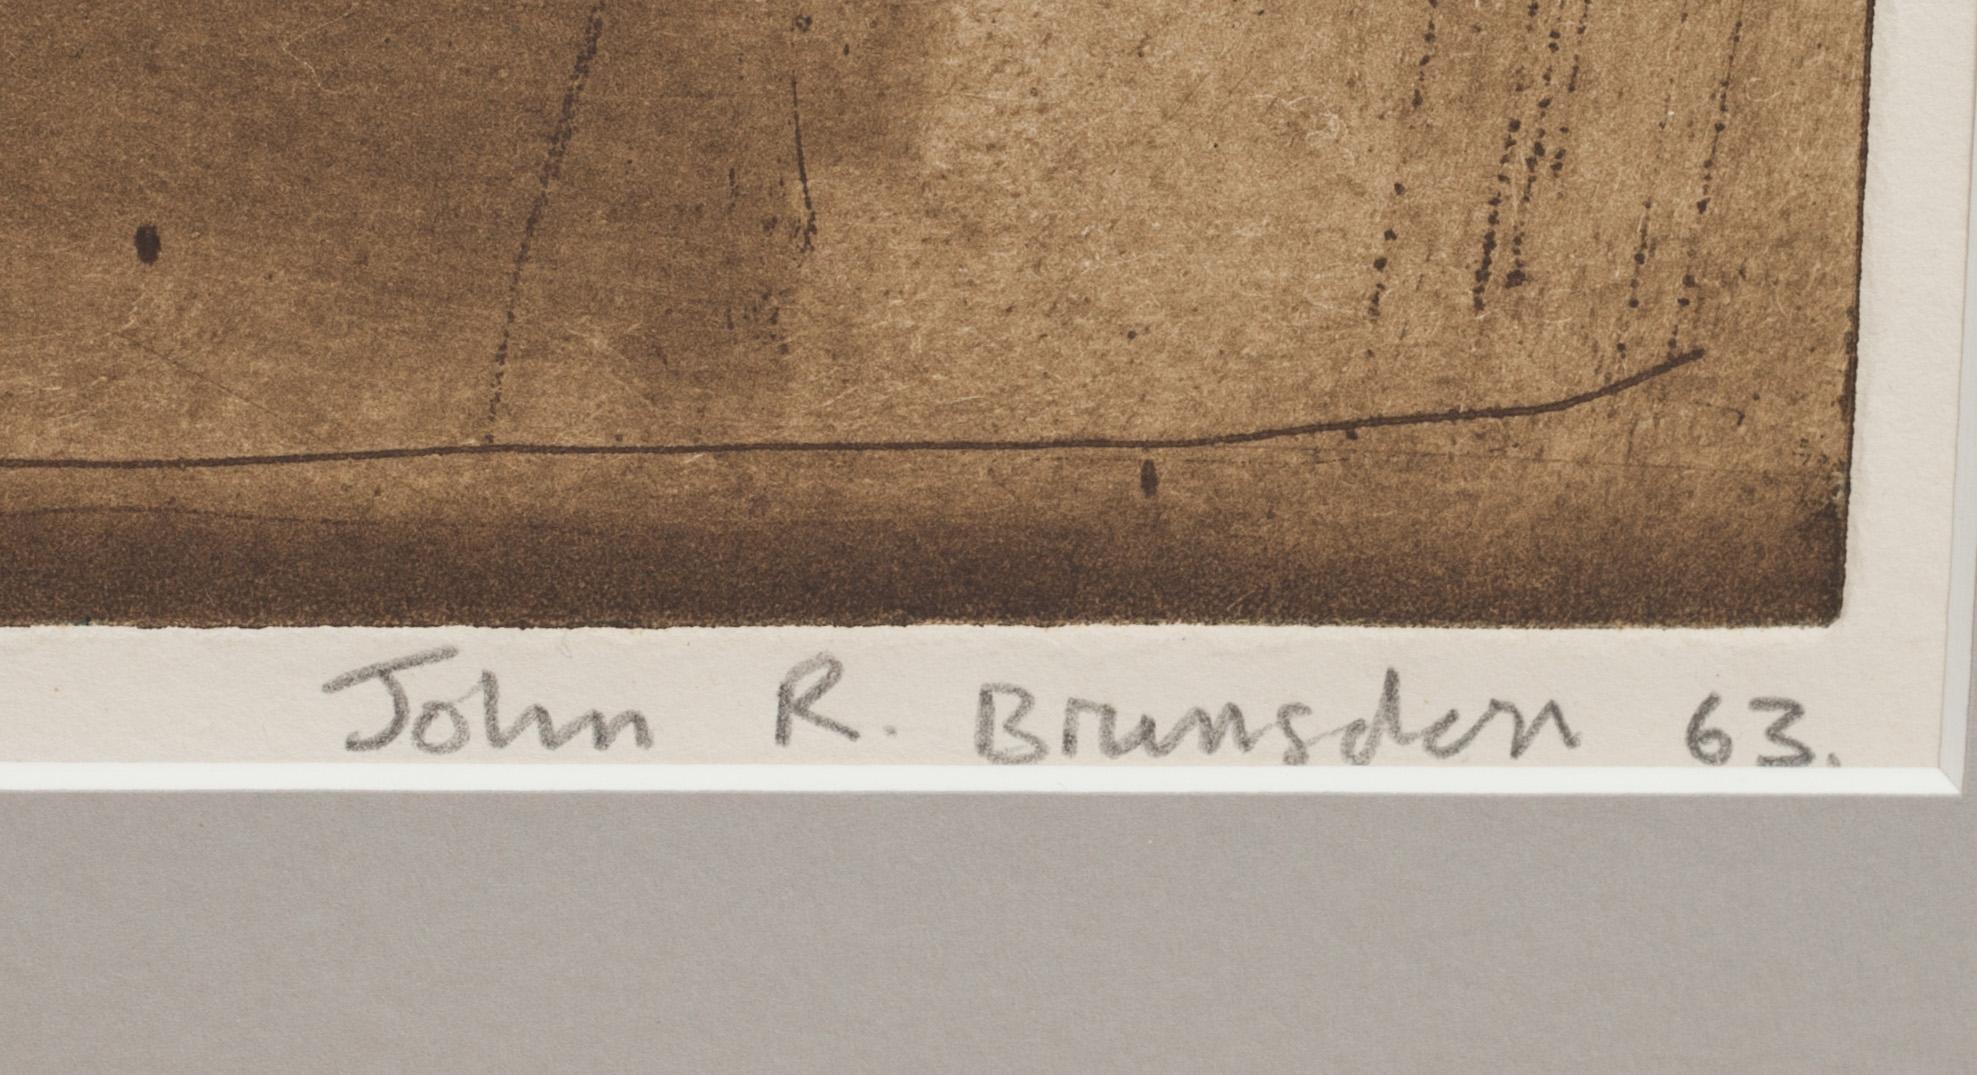 John R. Brunsden 63.